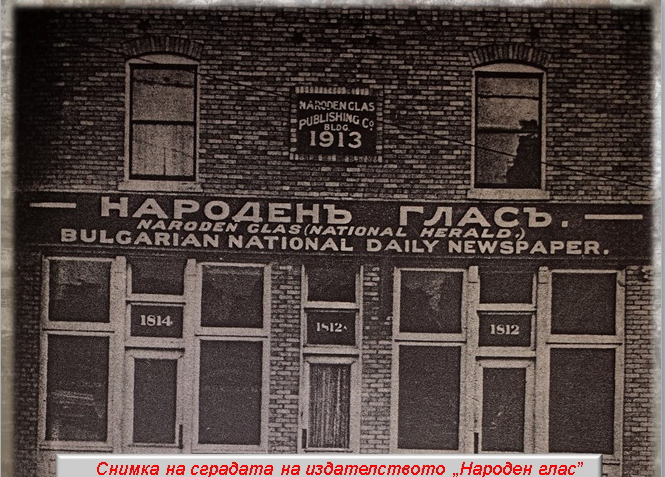 NARODEN GLAS
PUBLISHING CO
BLDG.
1913
НАРОДЕНЪ ГЛАСЪ.
NARODEN GLAS (NATIONAL HERALD.)
BULGARIAN NATIONAL DAILY NEWSPAPER.
1814
1812
1812
Снимка на сградата на издателството „Народен глас”